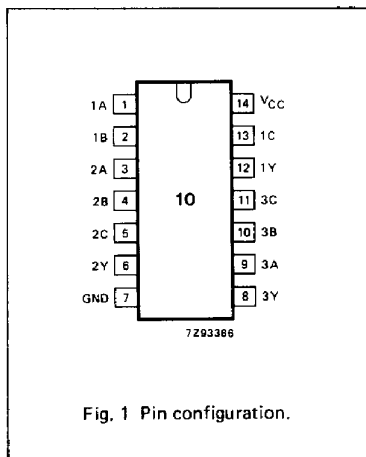 1A 1 14 VCC
1B 2 13 1C
2A 3 12 1Y
2B 4 10 11 3C
2C 5 10 3B
2Y 6 9 3A
GND 7 8 3Y
7Z93386
Fig. 1 Pin configuration.